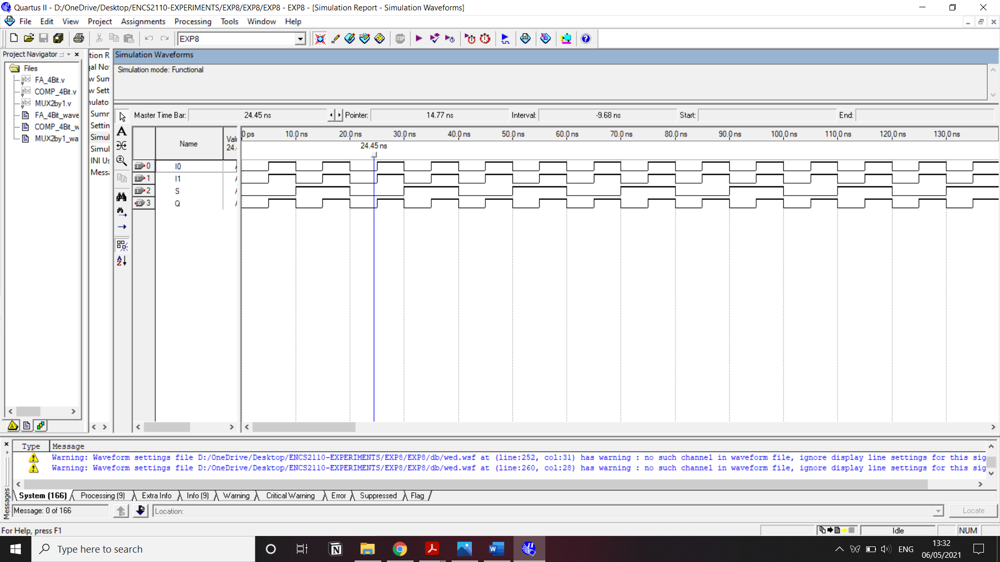 Quartus II - D:/OneDrive/Desktop/ENCS2110-EXPERIMENTS/EXP8/EXP8/EXP8 - EXP8 - [Simulation Report - Simulation Waveforms]
File Edit View Project Assignments Processing Tools Window Help
EXP8
Project Navigator
Files
FA_4Bit.v
COMP_4Bit.v
MUX2by1.v
FA_4Bit_wave
COMP_4Bit_w
MUX2by1_wa
tion R
gal No
w Sum
w Sett
nulato
Summ
Settin
Simul
Simul
INI Us
Messa
Simulation Waveforms
Simulation mode: Functional
Master Time Bar: 24.45 ns Pointer: 14.77 ns Interval: -9.68 ns Start: End:
Name
Valu
24.
0 ps 10.0 ns 20.0 ns 30.0 ns 40.0 ns 50.0 ns 60.0 ns 70.0 ns 80.0 ns 90.0 ns 100.0 ns 110.0 ns 120.0 ns 130.0 ns
24.45 ns
0 I0
1 I1
2 S
3 Q
Type Message
Warning: Waveform settings file D:/OneDrive/Desktop/ENCS2110-EXPERIMENTS/EXP8/EXP8/db/wed.wsf at (line:252, col:31) has warning : no such channel in waveform file, ignore display line settings for this sig
Warning: Waveform settings file D:/OneDrive/Desktop/ENCS2110-EXPERIMENTS/EXP8/EXP8/db/wed.wsf at (line:260, col:28) has warning : no such channel in waveform file, ignore display line settings for this sig
System (166) Processing (9) Extra Info Info (9) Warning Critical Warning Error Suppressed Flag
Messages
Message: 0 of 166 Location: Locate
For Help, press F1 Idle NUM
Type here to search
ENG
13:32
06/05/2021